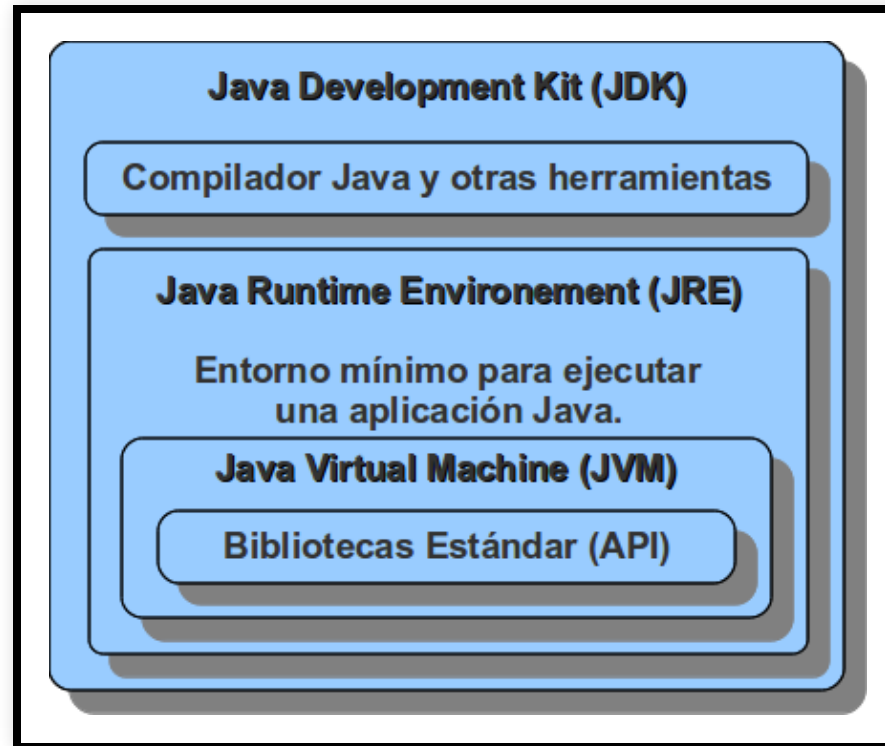 Java Development Kit (JDK)
Compilador Java y otras herramientas
Java Runtime Environement (JRE)
Entorno mínimo para ejecutar
una aplicación Java.
Java Virtual Machine (JVM)
Bibliotecas Estándar (API)